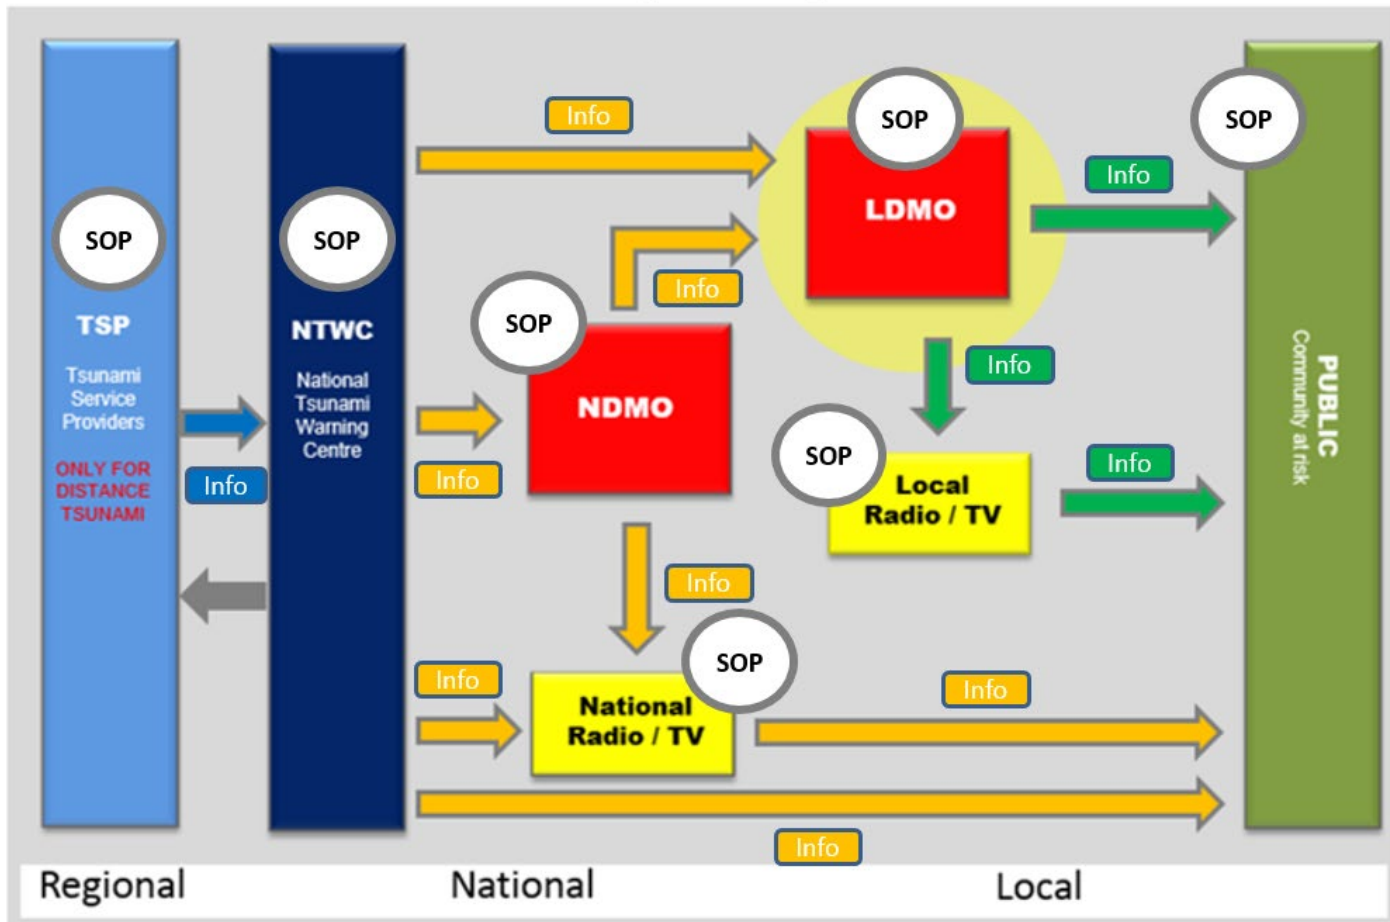 SOP
TSP
Tsunami
Service
Providers
ONLY FOR
DISTANCE
TSUNAMI
Info
SOP
NTWC
National
Tsunami
Warning
Centre
Info
Info
Info
Info
SOP
NDMO
Info
SOP
National
Radio / TV
Info
Info
SOP
LDMO
Info
Info
SOP
Local
Radio / TV
Info
SOP
PUBLIC
Community at risk
Regional
National
Local